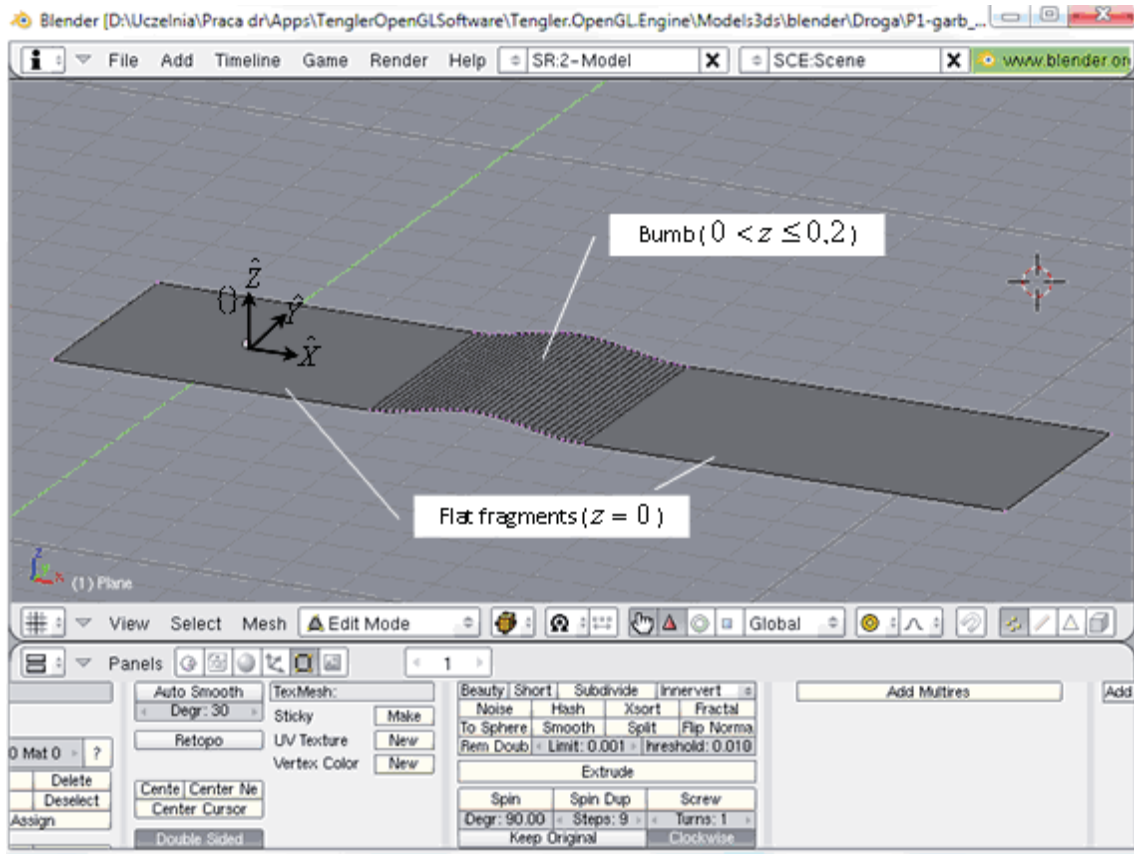 Blender [D:\Uczelnia\Praca dr\Apps\TenglerOpenGLSoftware\Tengler.OpenGL.Engine\Models3ds\blender\Droga\P1-garb_...
File Add Timeline Game Render Help SR:2-Model X SCE:Scene X www.blender.or
Bumb (0 < z ≤ 0,2)
Ẑ
Ŷ
X̂
Flat fragments (z = 0)
z
x
(1) Plane
View Select Mesh Edit Mode Global
Panels 1
Auto Smooth TexMesh: Beauty Short Subdivide Innervert Add Multires Add
Degr: 30 Sticky Make Noise Hash Xsort Fractal
Retopo UV Texture New To Sphere Smooth Split Flip Norma
0 Mat 0 ? Vertex Color New Rem Doub Limit: 0.001 hreshold: 0.010
Delete Cente Center Ne Extrude
Deselect Center Cursor Spin Spin Dup Screw
Assign Degr: 90.00 Steps: 9 Turns: 1
Double Sided Keep Original Clockwise